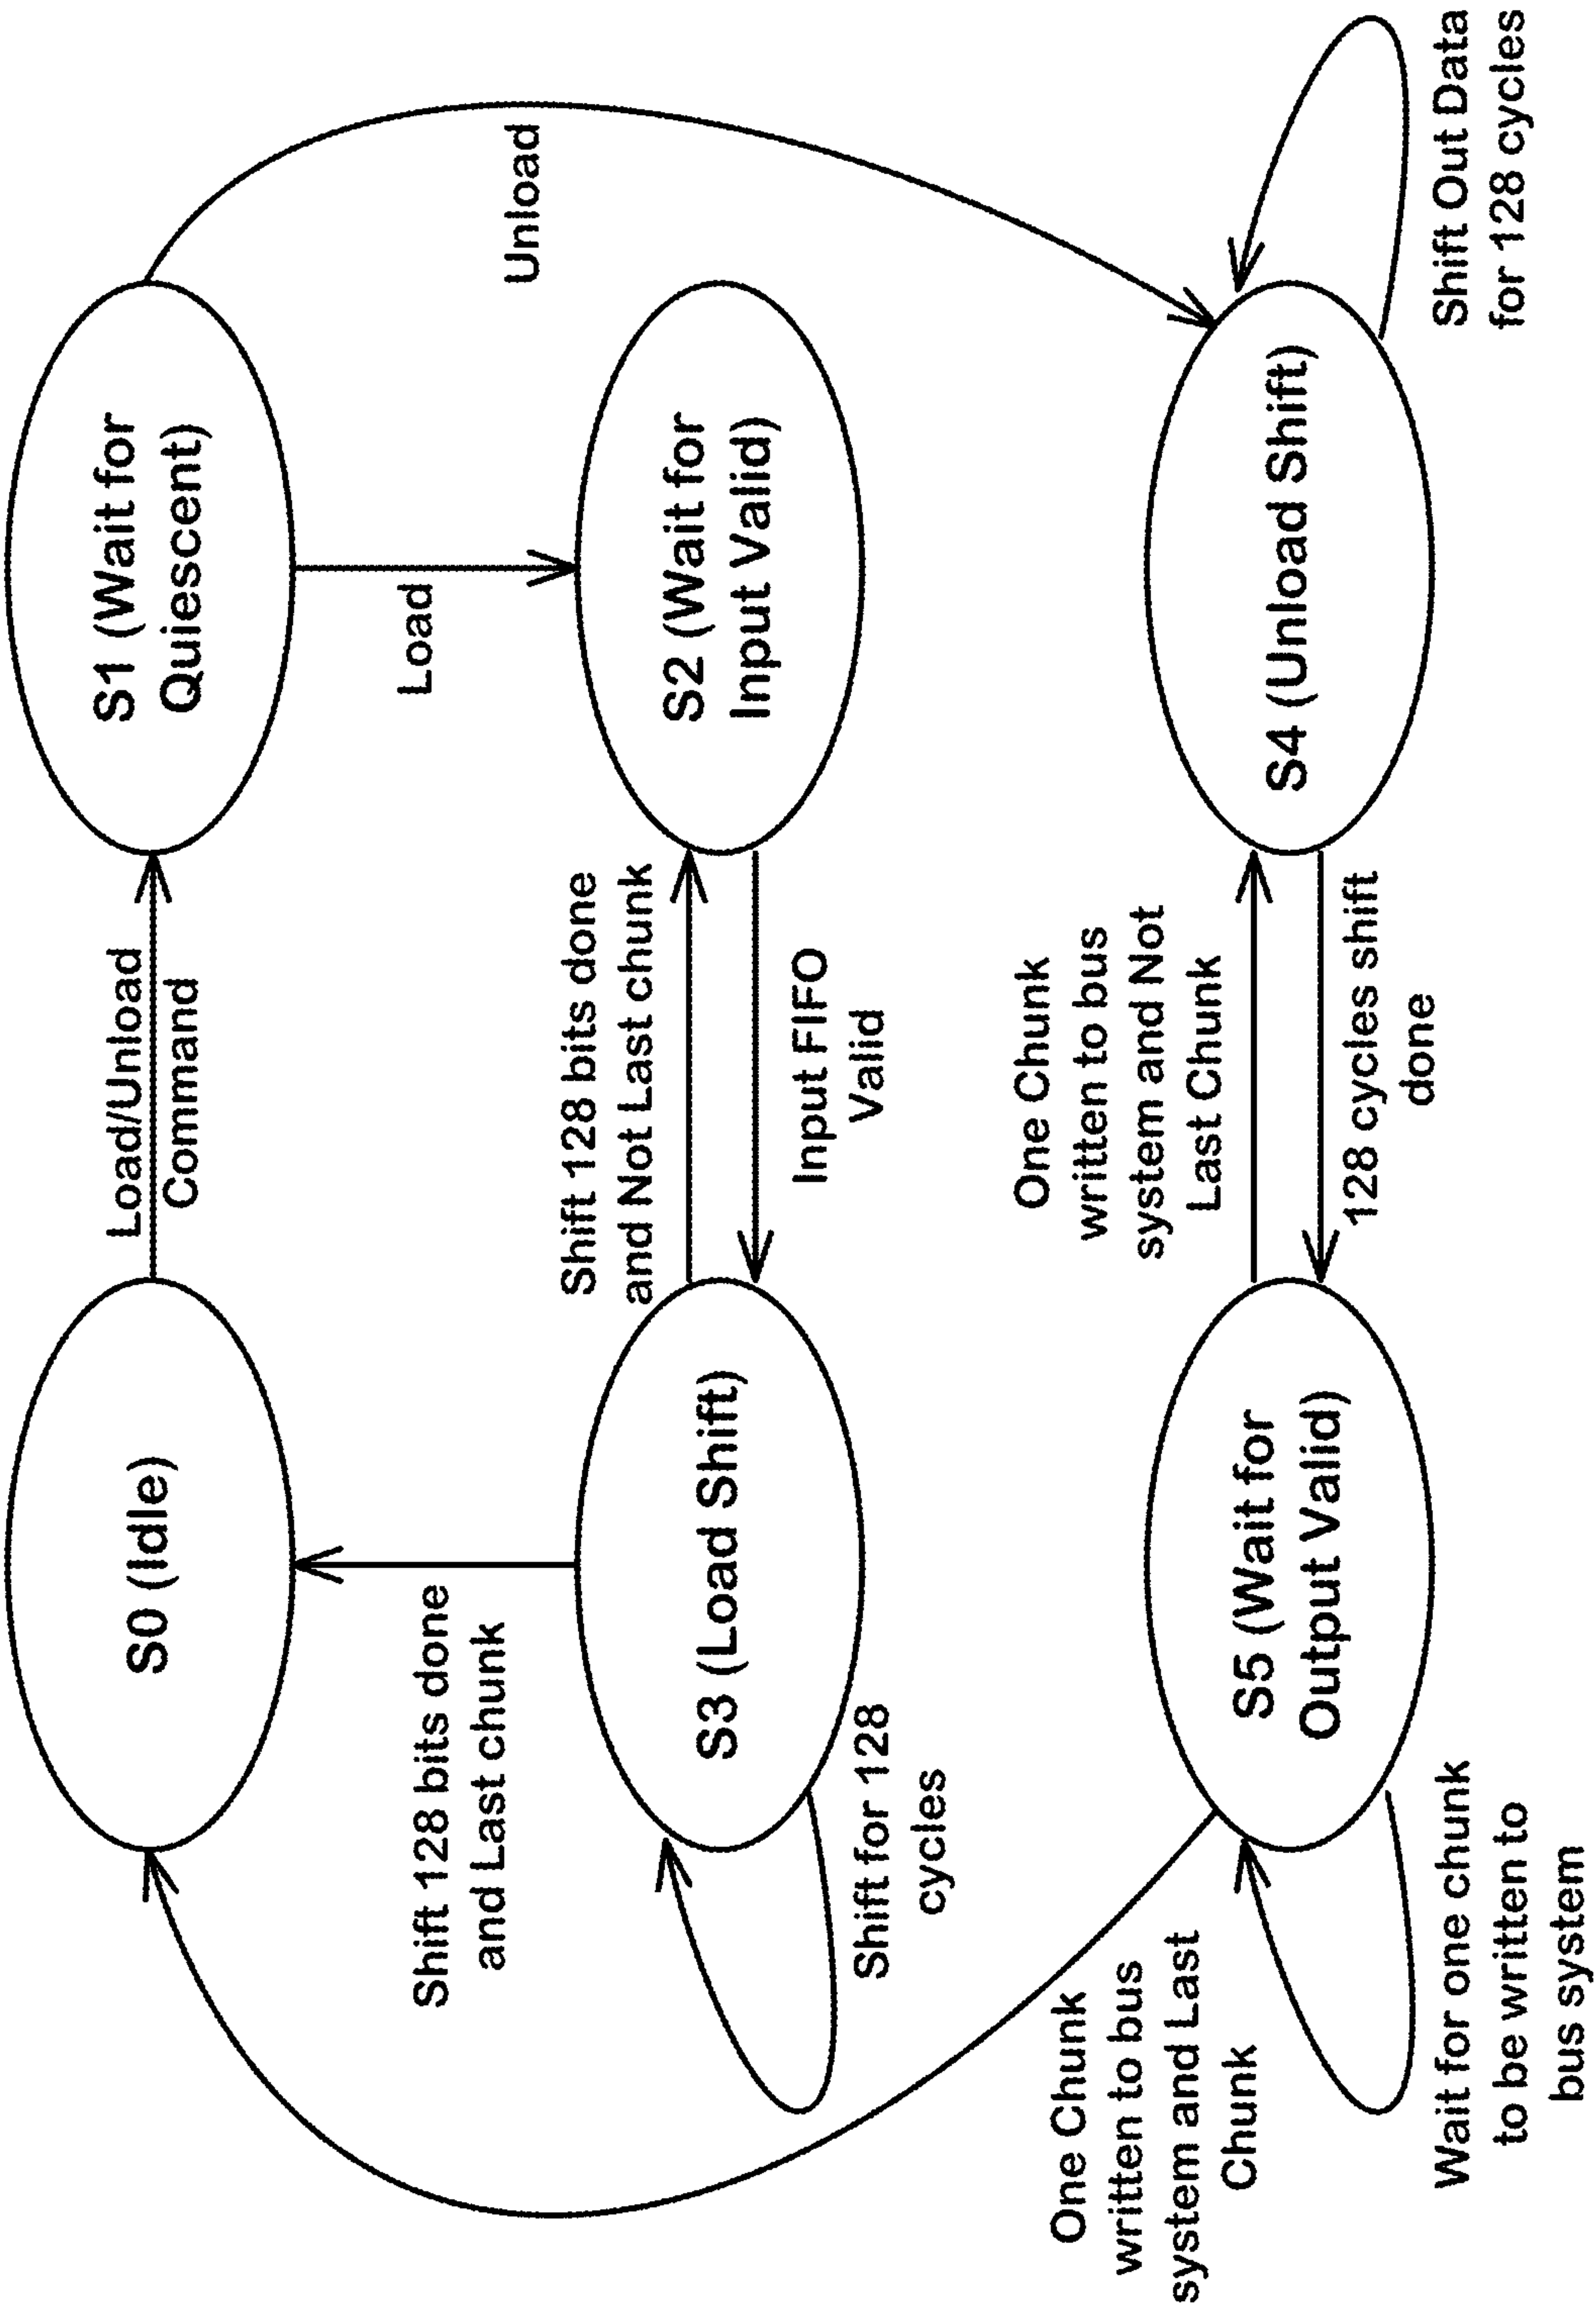 S0 (Idle)
Load/Unload
Command
S1 (Wait for
Quiescent)
Shift 128 bits done
and Last chunk
Load
Unload
S3 (Load Shift)
Shift 128 bits done
and Not Last chunk
Input FIFO
Valid
S2 (Wait for
Input Valid)
Shift for 128
cycles
One Chunk
written to bus
system and Last
Chunk
S5 (Wait for
Output Valid)
One Chunk
written to bus
system and Not
Last Chunk
128 cycles shift
done
S4 (Unload Shift)
Wait for one chunk
to be written to
bus system
Shift Out Data
for 128 cycles